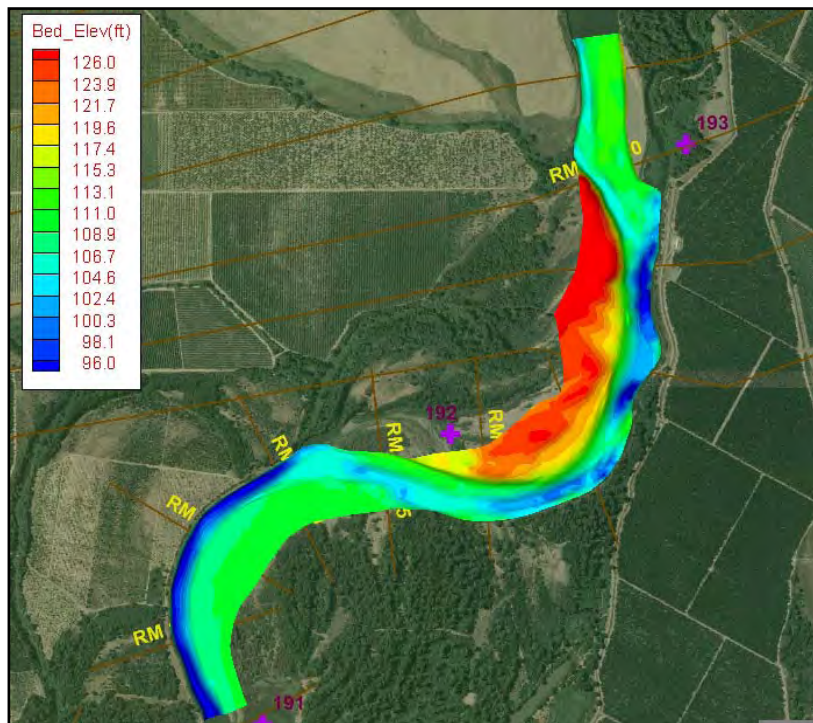 Bed_Elev(ft)
126.0
123.9
121.7
119.6
117.4
115.3
113.1
111.0
108.9
106.7
104.6
102.4
100.3
98.1
96.0
193
0
RM
192
RM
RM
RM
RM
5
RM
191